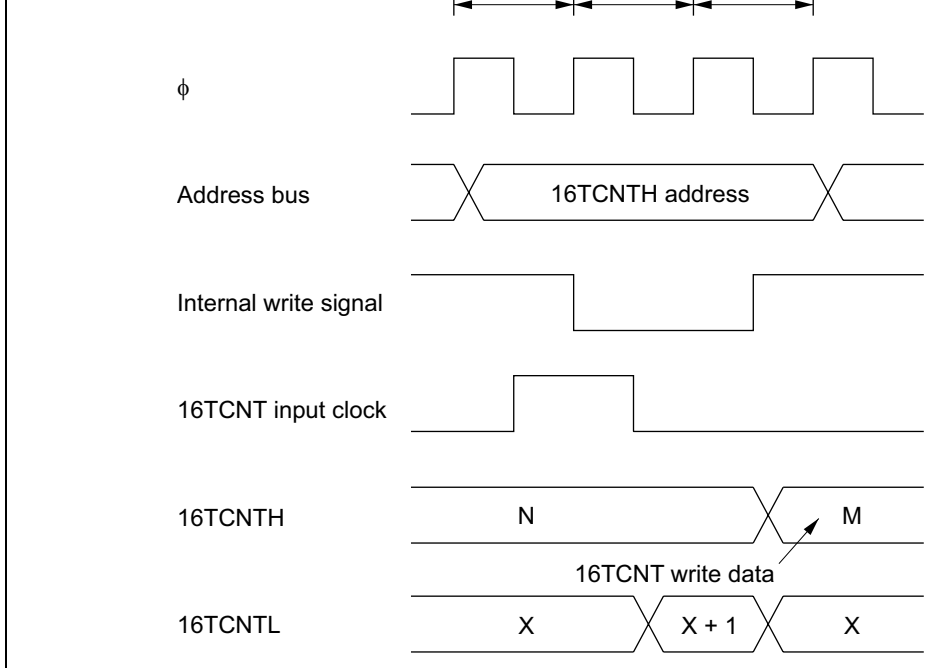 φ
Address bus 16TCNTH address
Internal write signal
16TCNT input clock
16TCNTH N M
16TCNT write data
16TCNTL X X + 1 X